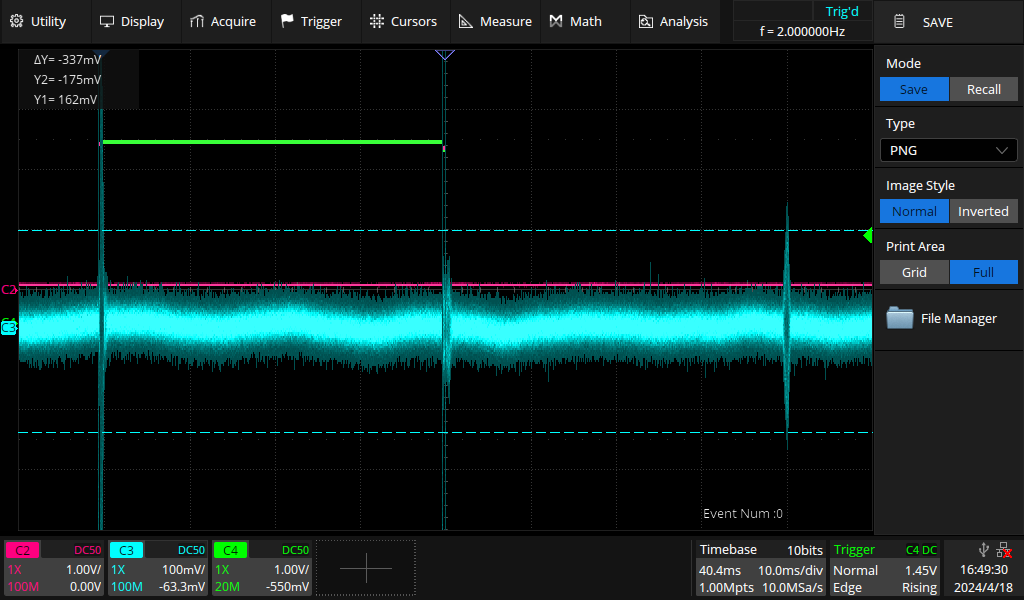 Utility Display Acquire Trigger Cursors Measure Math Analysis
Trig'd
f = 2.000000Hz
SAVE
ΔY= -337mV
Y2= -175mV
Y1= 162mV
Mode
Save Recall
Type
PNG
Image Style
Normal Inverted
Print Area
Grid Full
File Manager
C2
C3
Event Num :0
C2 DC50
1X 1.00V/
100M 0.00V
C3 DC50
100mV/
100M -63.3mV
C4 DC50
1X 1.00V/
20M -550mV
Timebase 10bits
40.4ms 10.0ms/div
1.00Mpts 10.0MSa/s
Trigger C4 DC
Normal 1.45V
Edge Rising
16:49:30
2024/4/18